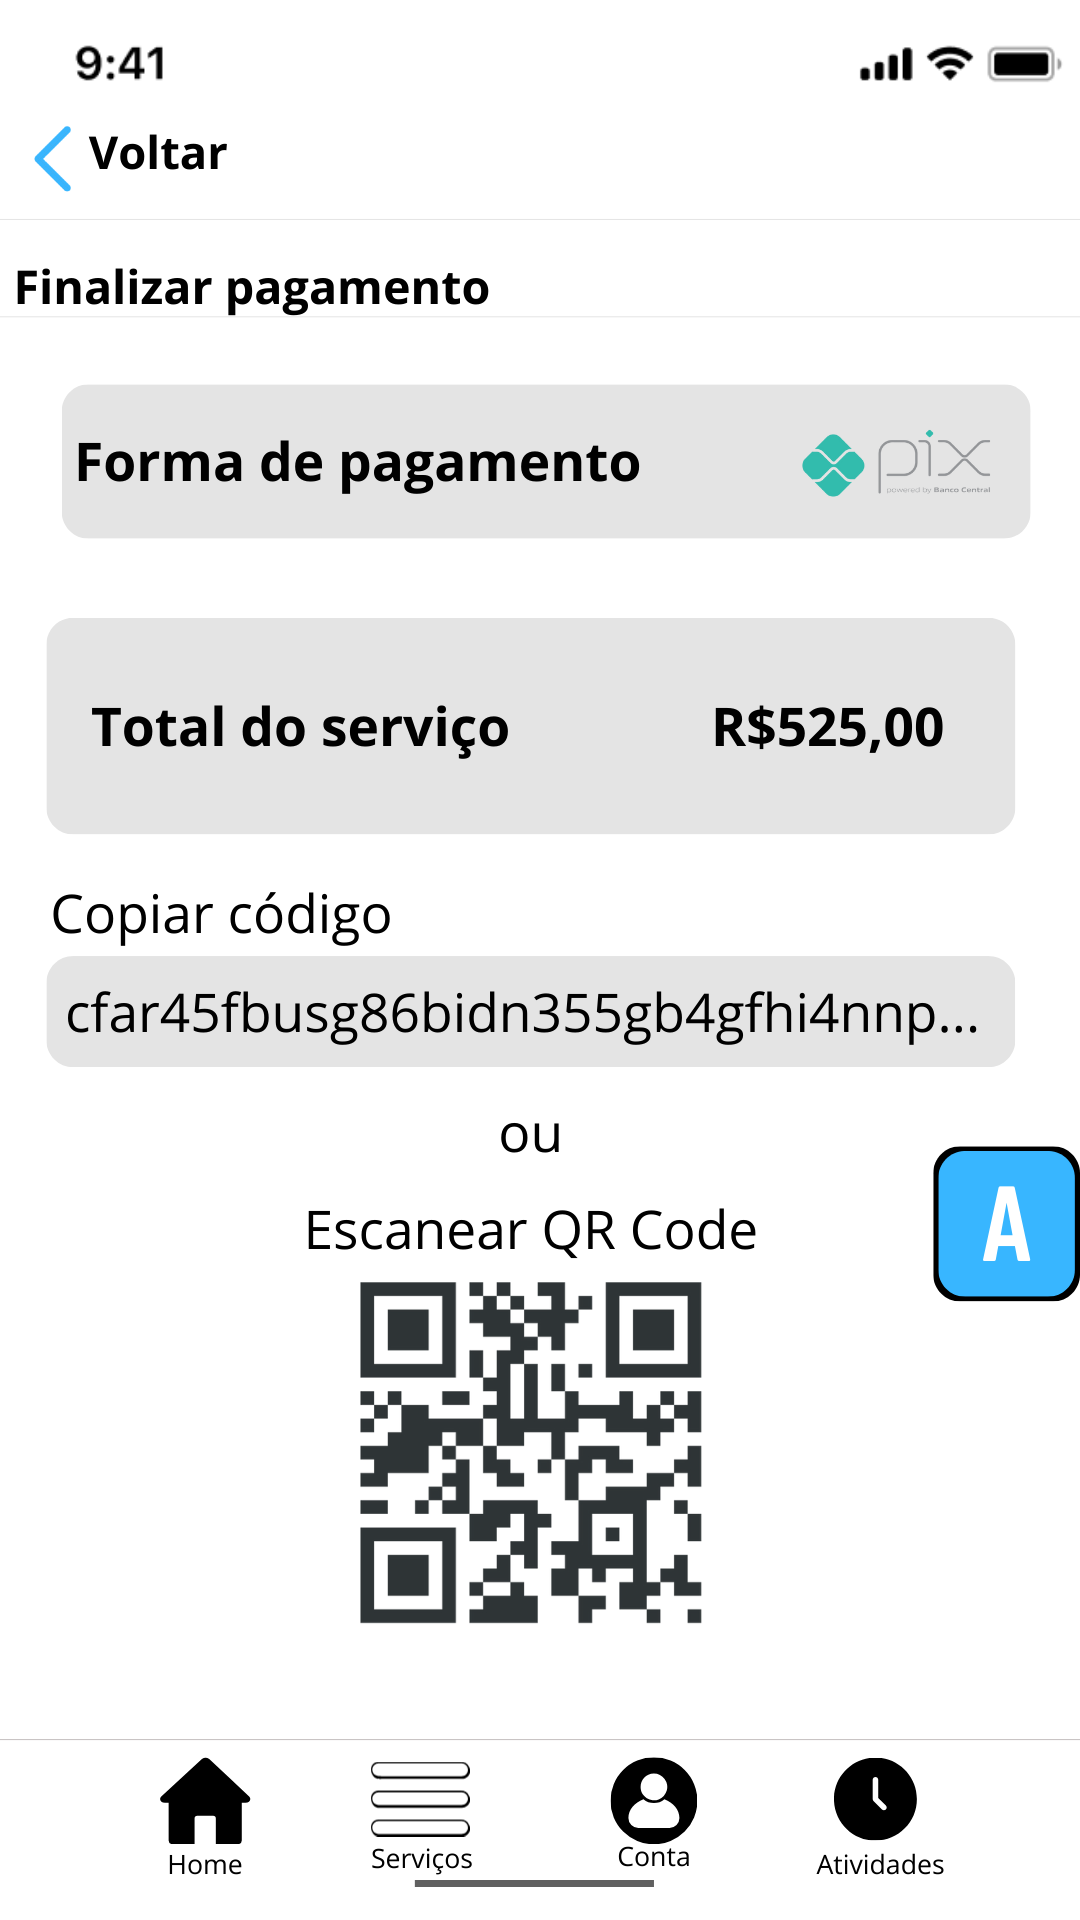 9:41
Voltar
Finalizar pagamento
Forma de pagamento
pix
powered by Banco Central
Total do serviço R$525,00
Copiar código
cfar45fbusg86bidn355gb4gfhi4nnp...
ou
Escanear QR Code
A
Home Serviços Conta Atividades